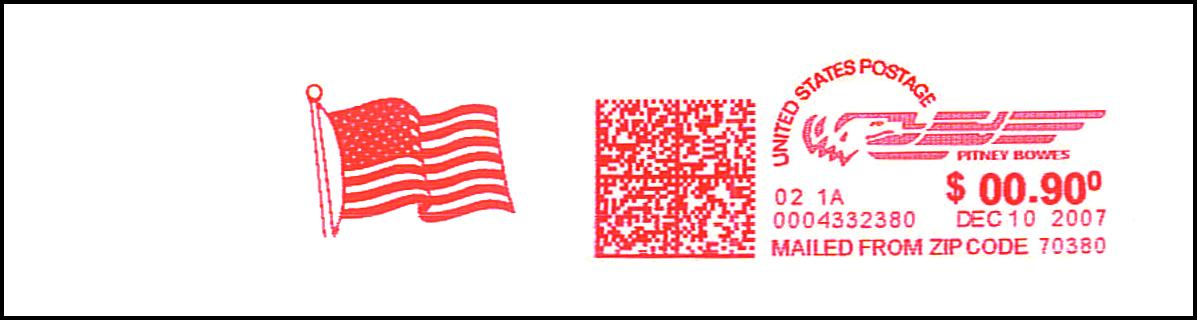 UNITED STATES POSTAGE
PITNEY BOWES
$ 00.90⁰
02 1A
0004332380 DEC 10 2007
MAILED FROM ZIP CODE 70380